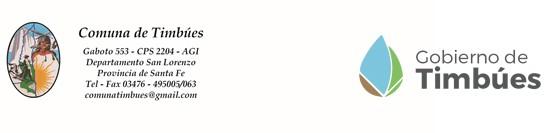 Comuna de Timbúes
Gaboto 553 - CPS 2204 - AGI
Departamento San Lorenzo
Provincia de Santa Fe
Tel - Fax 03476 - 495005/063
comunatimbues@gmail.com
Gobierno de
Timbúes